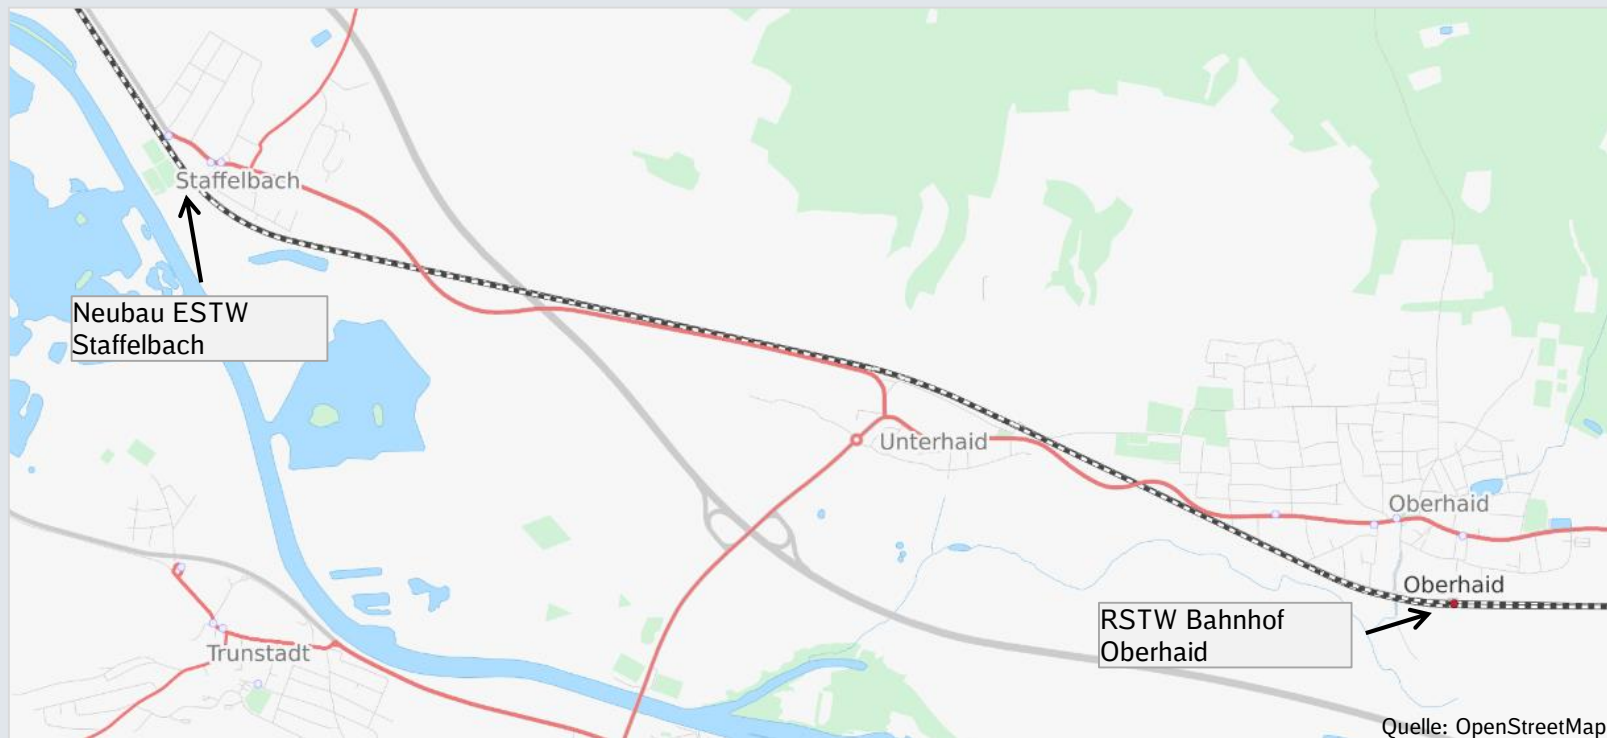 Staffelbach
Neubau ESTW
Staffelbach
Unterhaid
Oberhaid
Oberhaid
RSTW Bahnhof
Oberhaid
Trunstadt
Quelle: OpenStreetMap